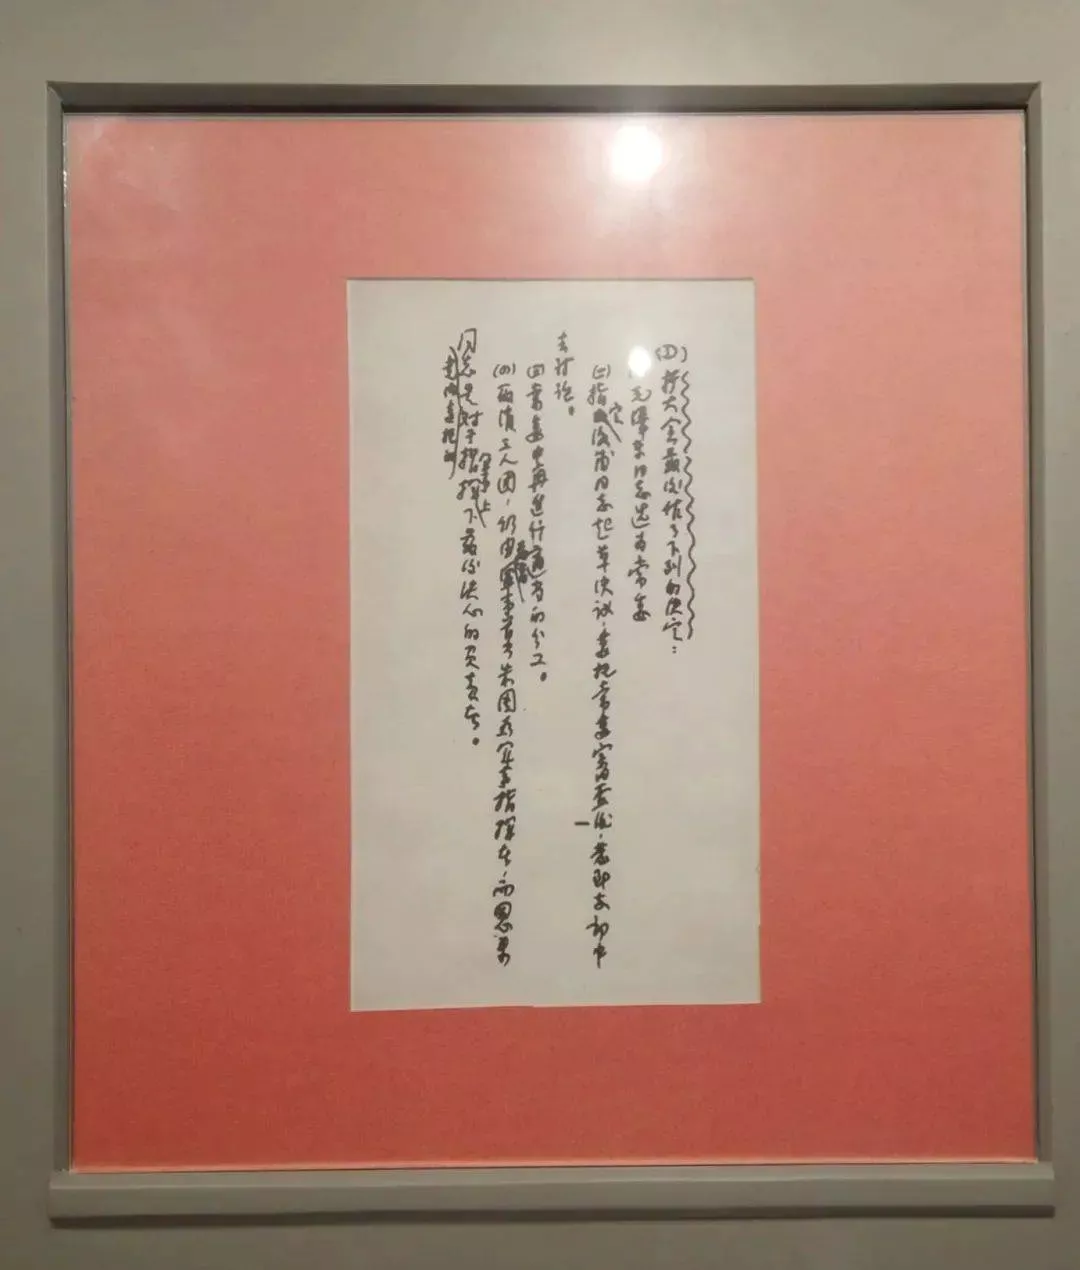 (D)扩大会最后作了下列的决定:
毛泽东同志选为常委
(二)指定洛甫同志起草决议,委托常委审查后,发到支部中
去讨论。
(三)常委中再进行适当的分工。
(四)取消三人团,仍由最高军事首长朱周为军事指挥者,而恩来
同志是党内委托的对于指挥军事上下最后决心的负责者。